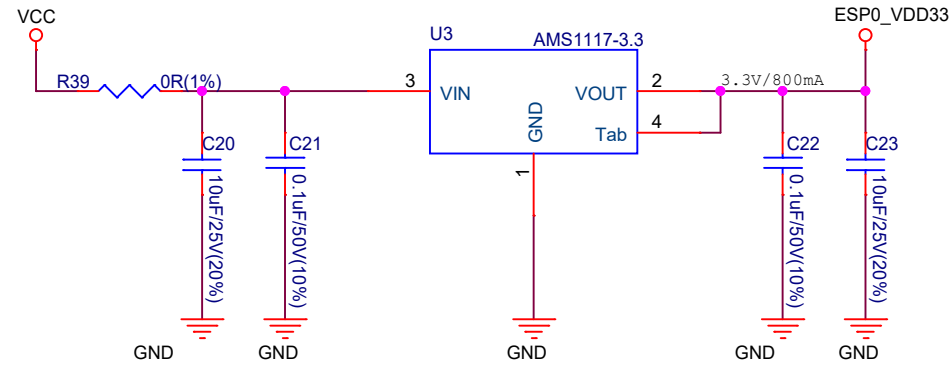 VCC
ESP0_VDD33
U3
AMS1117-3.3
R39
0R(1%)
3
VIN
VOUT
2
3.3V/800mA
GND
Tab
4
1
C20
10uF/25V(20%)
C21
0.1uF/50V(10%)
C22
0.1uF/50V(10%)
C23
10uF/25V(20%)
GND
GND
GND
GND
GND